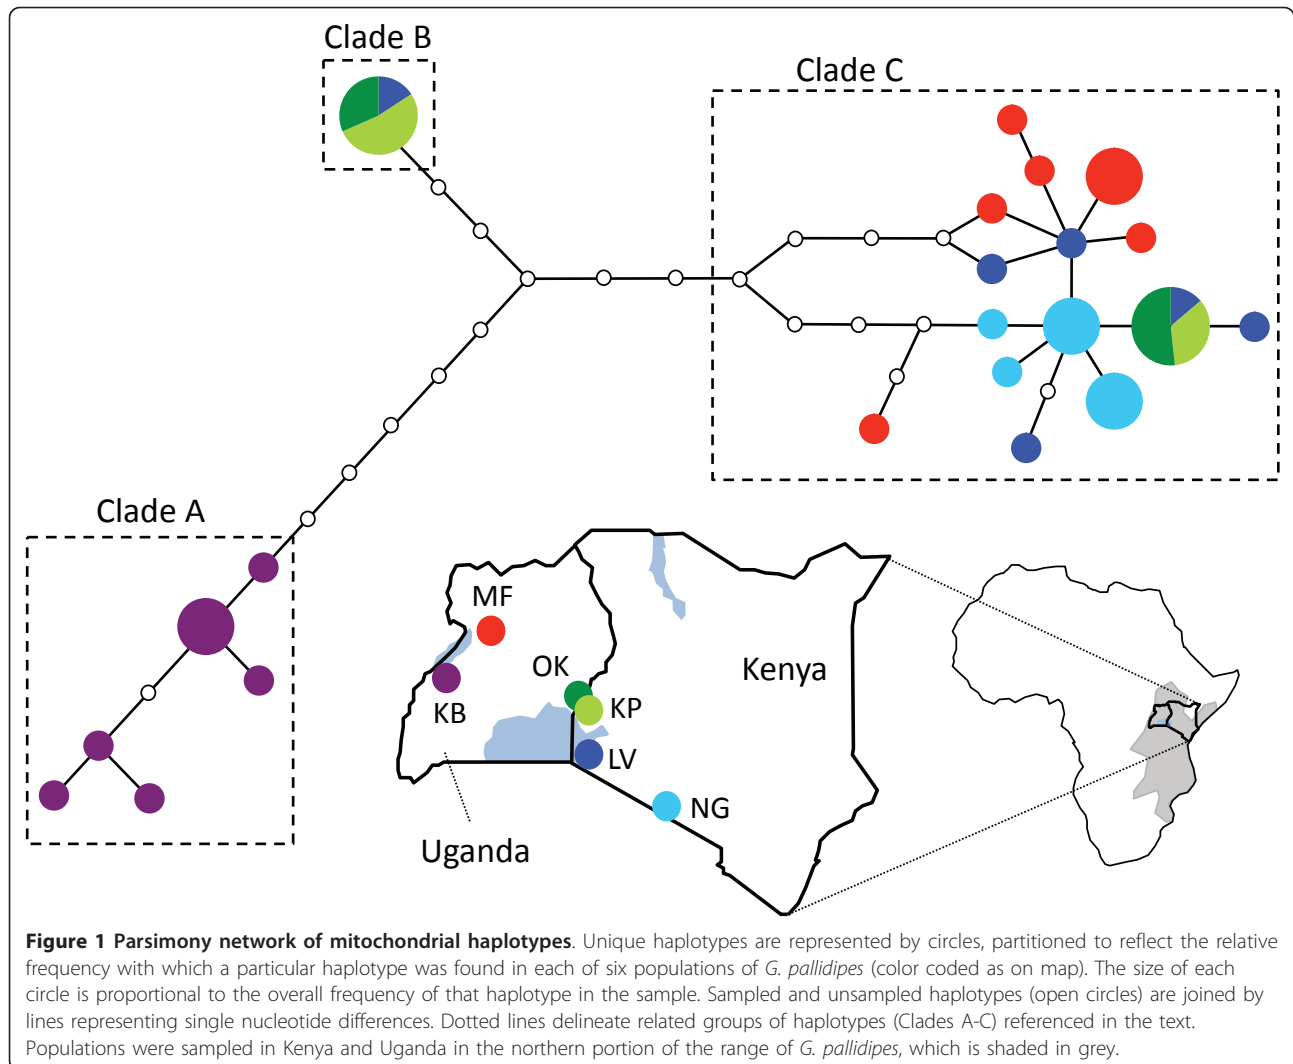 Clade B
Clade C
Clade A
MF
OK
KP
KB
LV
NG
Kenya
Uganda
Figure 1 Parsimony network of mitochondrial haplotypes. Unique haplotypes are represented by circles, partitioned to reflect the relative
frequency with which a particular haplotype was found in each of six populations of G. pallidipes (color coded as on map). The size of each
circle is proportional to the overall frequency of that haplotype in the sample. Sampled and unsampled haplotypes (open circles) are joined by
lines representing single nucleotide differences. Dotted lines delineate related groups of haplotypes (Clades A-C) referenced in the text.
Populations were sampled in Kenya and Uganda in the northern portion of the range of G. pallidipes, which is shaded in grey.